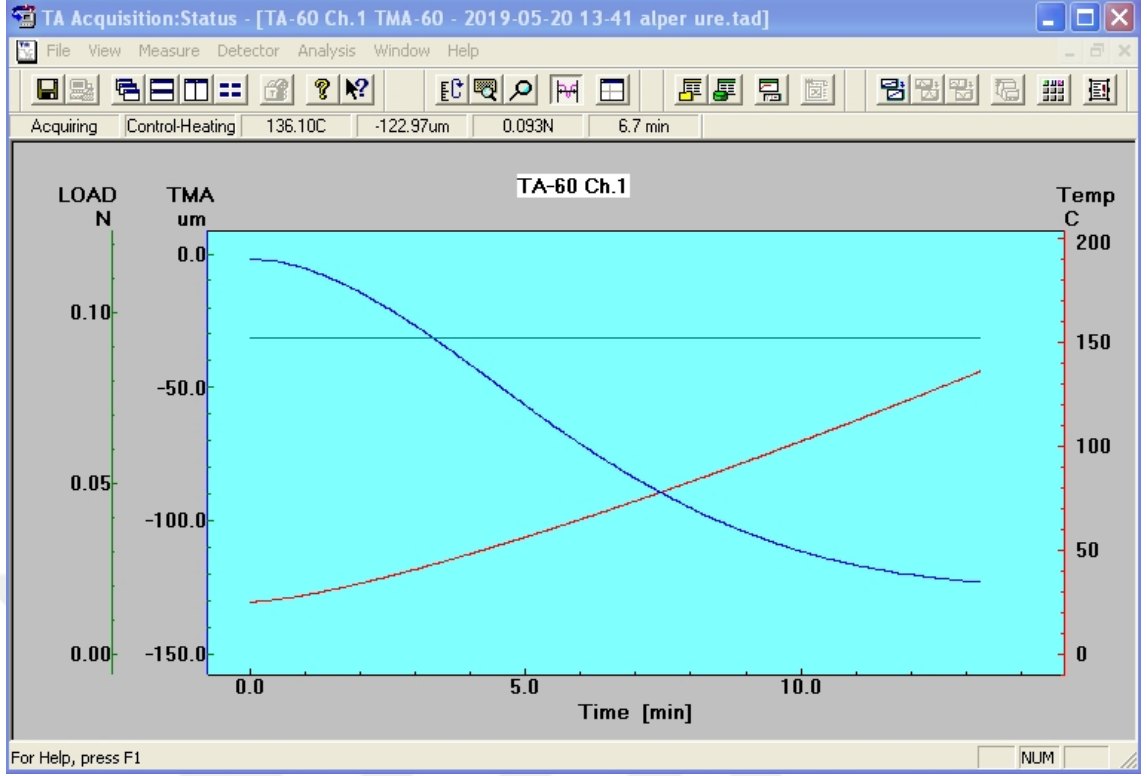 TA Acquisition:Status - [TA-60 Ch.1 TMA-60 - 2019-05-20 13-41 alper ure.tad]
File View Measure Detector Analysis Window Help
Acquiring Control-Heating 136.10C -122.97um 0.093N 6.7 min
TA-60 Ch.1
LOAD TMA Temp
N um C
0.0 200
0.10
150
-50.0
100
0.05
-100.0
50
0.00 -150.0 0
0.0 5.0 10.0
Time [min]
For Help, press F1 NUM